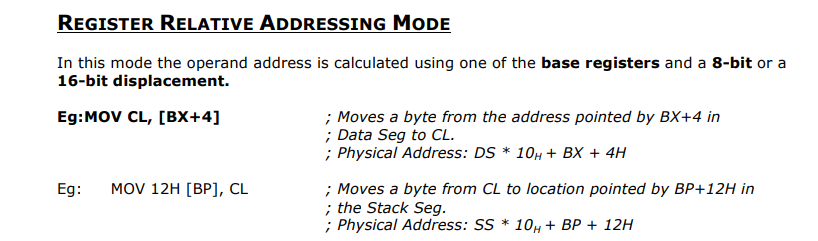 REGISTER RELATIVE ADDRESSING MODE
In this mode the operand address is calculated using one of the base registers and a 8-bit or a
16-bit displacement.
Eg:MOV CL, [BX+4] ; Moves a byte from the address pointed by BX+4 in
; Data Seg to CL.
; Physical Address: DS * 10H + BX + 4H
Eg: MOV 12H [BP], CL ; Moves a byte from CL to location pointed by BP+12H in
; the Stack Seg.
; Physical Address: SS * 10H + BP + 12H